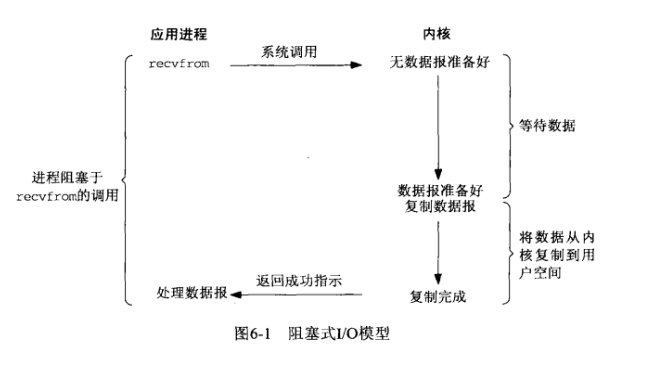 应用进程
内核
系统调用
recvfrom
无数据报准备好
等待数据
进程阻塞于
recvfrom的调用
数据报准备好
复制数据报
将数据从内
核复制到用
户空间
返回成功指示
处理数据报
复制完成
图6-1 阻塞式I/O模型